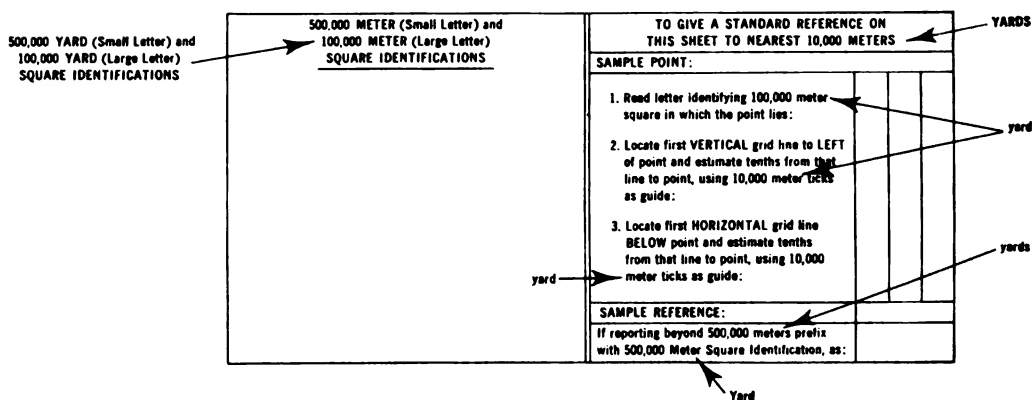 500,000 YARD (Small Letter) and
100,000 YARD (Large Letter)
SQUARE IDENTIFICATIONS
500,000 METER (Small Letter) and
100,000 METER (Large Letter)
SQUARE IDENTIFICATIONS
TO GIVE A STANDARD REFERENCE ON
THIS SHEET TO NEAREST 10,000 METERS
YARDS
SAMPLE POINT:
1. Read letter identifying 100,000 meter
square in which the point lies:
yard
2. Locate first VERTICAL grid line to LEFT
of point and estimate tenths from that
line to point, using 10,000 meter ticks
as guide:
3. Locate first HORIZONTAL grid line
BELOW point and estimate tenths
from that line to point, using 10,000
meter ticks as guide:
yards
yard
SAMPLE REFERENCE:
If reporting beyond 500,000 meters prefix
with 500,000 Meter Square Identification, as:
Yard